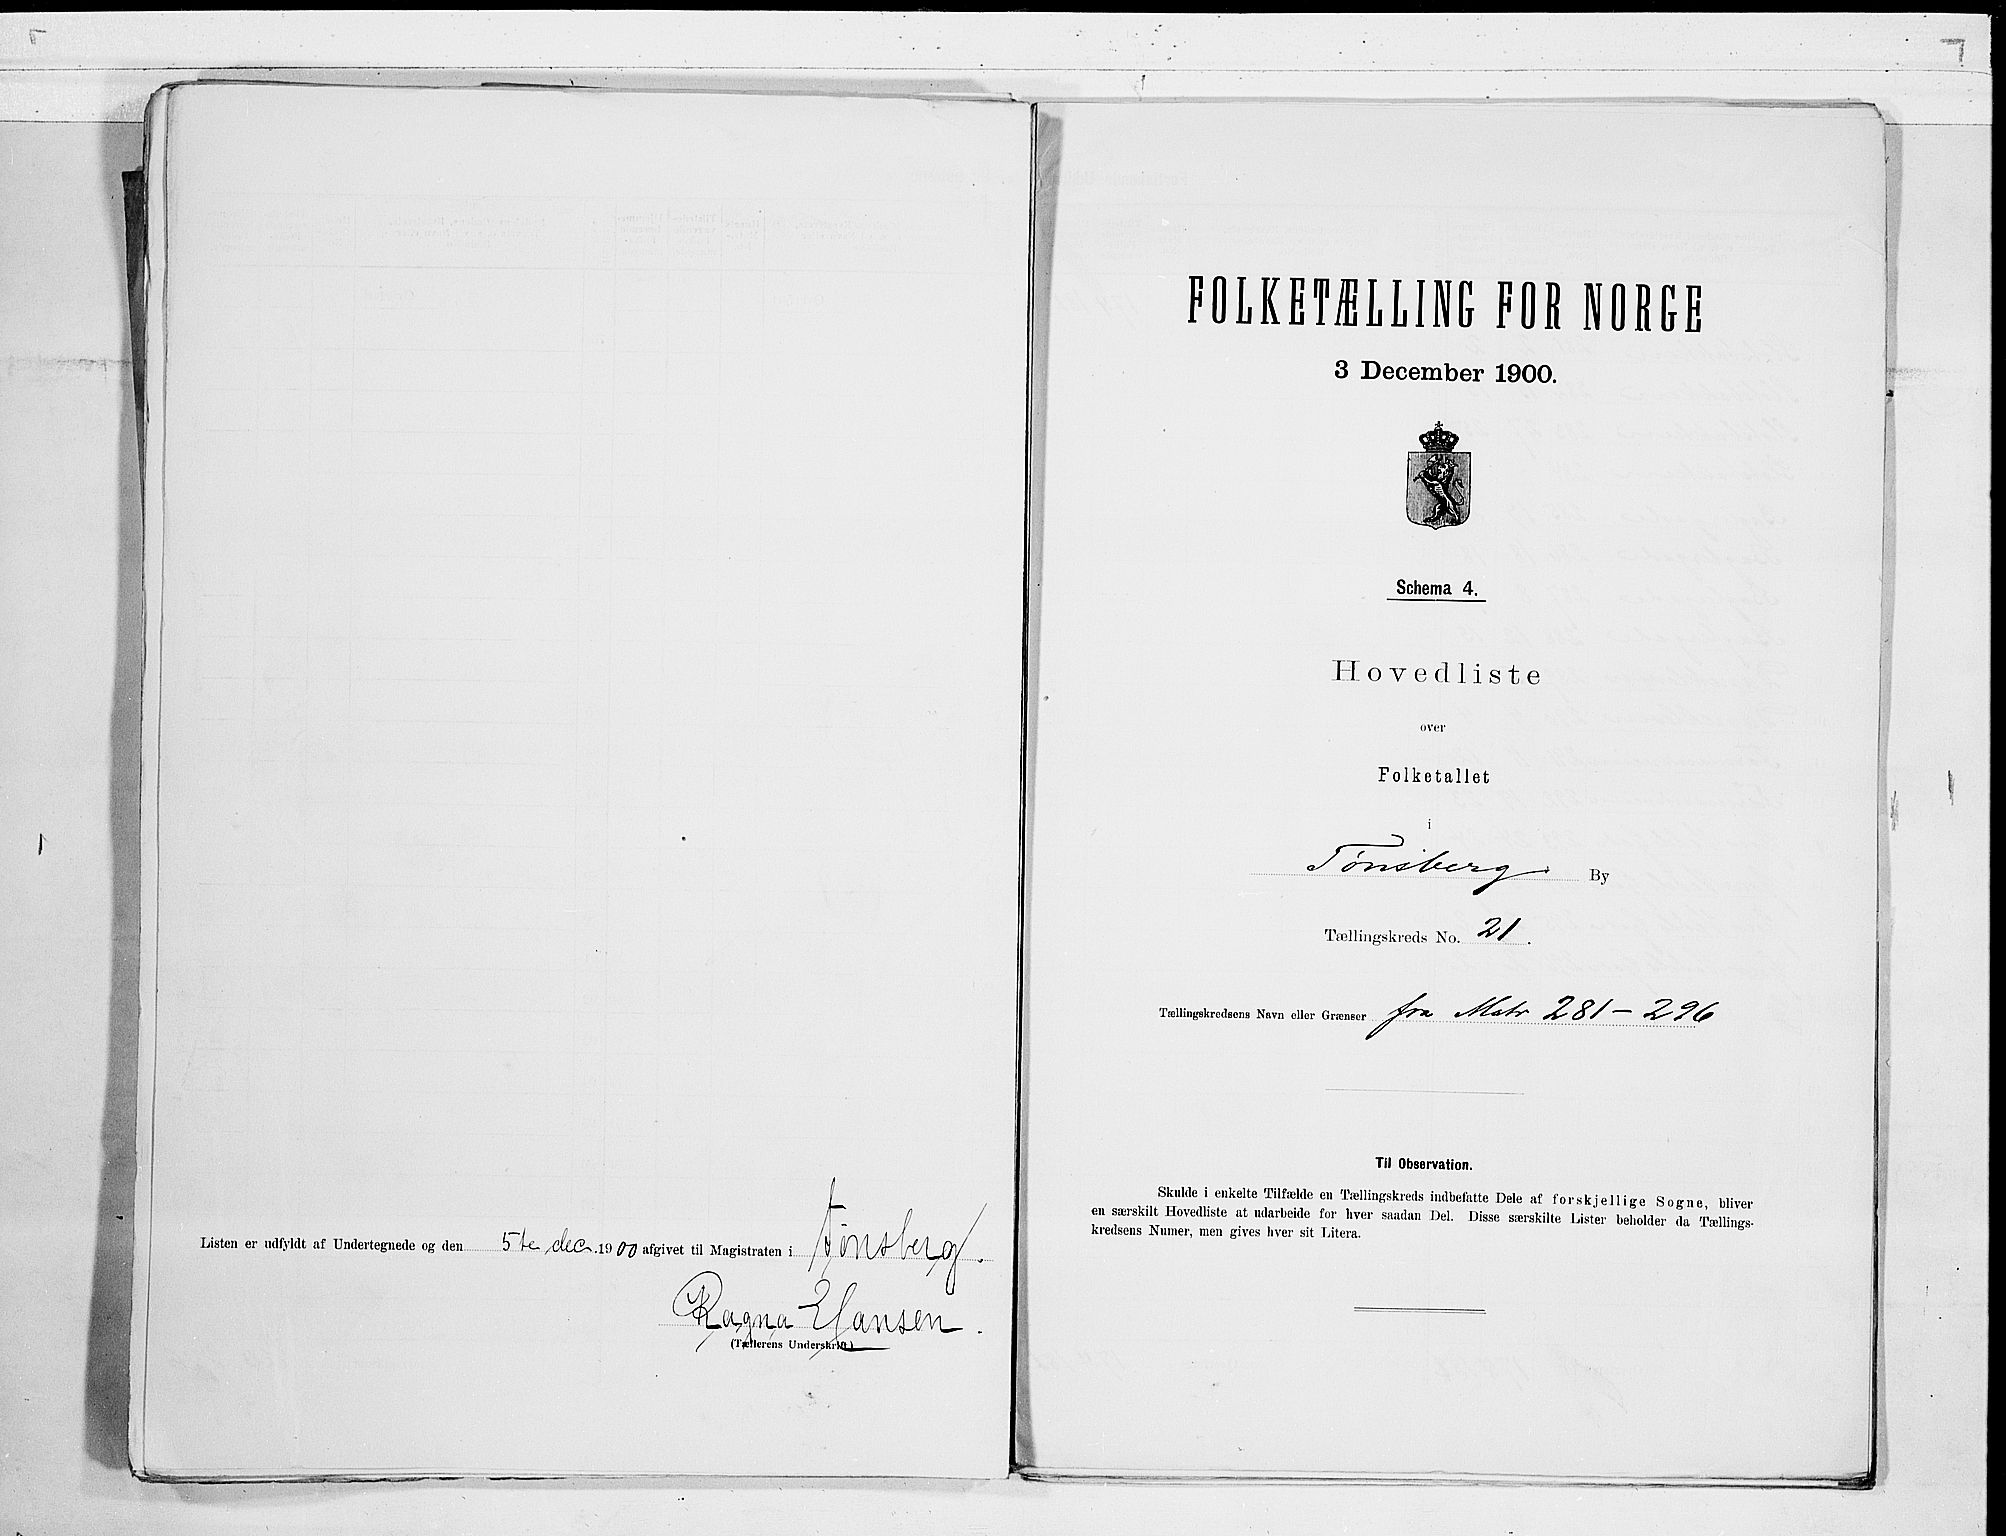 Listen er udfyldt af Undertegnede og den 5te dec. 1900 afgivet til Magistraten i Tønsberg.
Ragna Hansen.
(Tællerens Underskrift)
FOLKETÆLLING FOR NORGE
3 December 1900.
Schema 4.
Hovedliste
over
Folketallet
i
Tønsberg By
Tællingskreds No. 21.
Tællingskredsens Navn eller Grænser fra Matr 281-296
Til Observation.
Skulde i enkelte Tilfælde en Tællingskreds indbefatte Dele af forskjellige Sogne, bliver
en særskilt Hovedliste at udarbeide for hver saadan Del. Disse særskilte Lister beholder da Tællings-
kredsens Numer, men gives hver sit Litera.